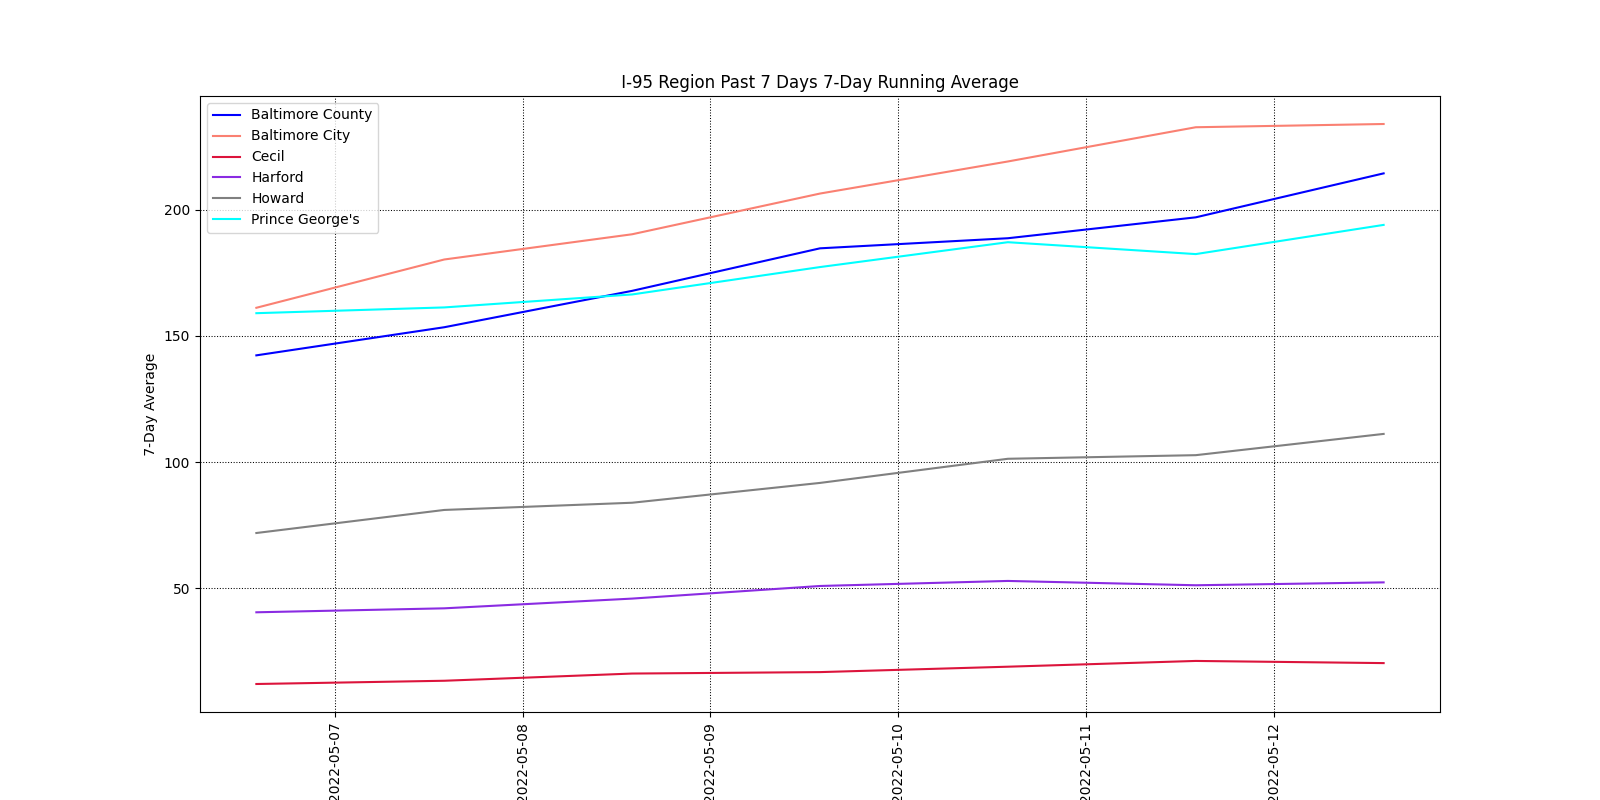 I-95 Region Past 7 Days 7-Day Running Average
Baltimore County
Baltimore City
Cecil
Harford
Howard
Prince George's
200
150
100
50
7-Day Average
2022-05-07
2022-05-08
2022-05-09
2022-05-10
2022-05-11
2022-05-12